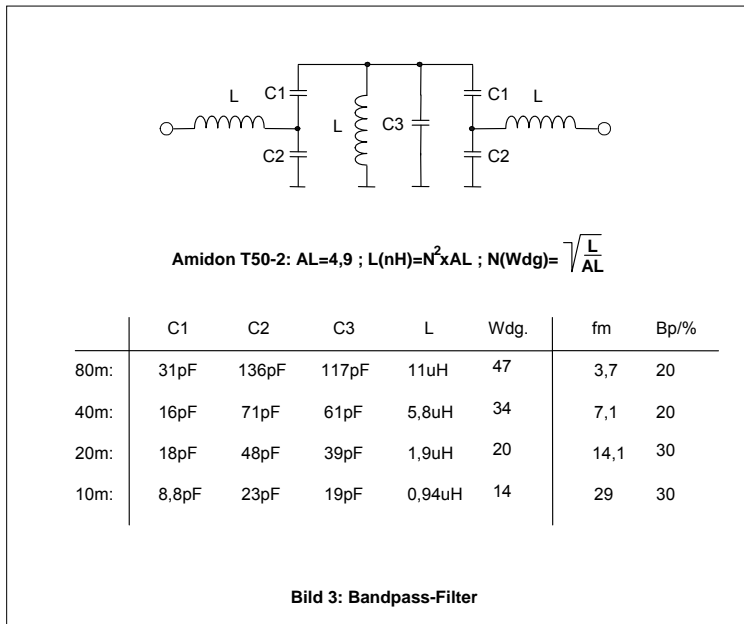 C1 C1
L L
L C3
C2 C2
Amidon T50-2: AL=4,9 ; L(nH)=N²xAL ; N(Wdg)= √L/AL
C1 C2 C3 L Wdg. fm Bp/%
80m: 31pF 136pF 117pF 11uH 47 3,7 20
40m: 16pF 71pF 61pF 5,8uH 34 7,1 20
20m: 18pF 48pF 39pF 1,9uH 20 14,1 30
10m: 8,8pF 23pF 19pF 0,94uH 14 29 30
Bild 3: Bandpass-Filter